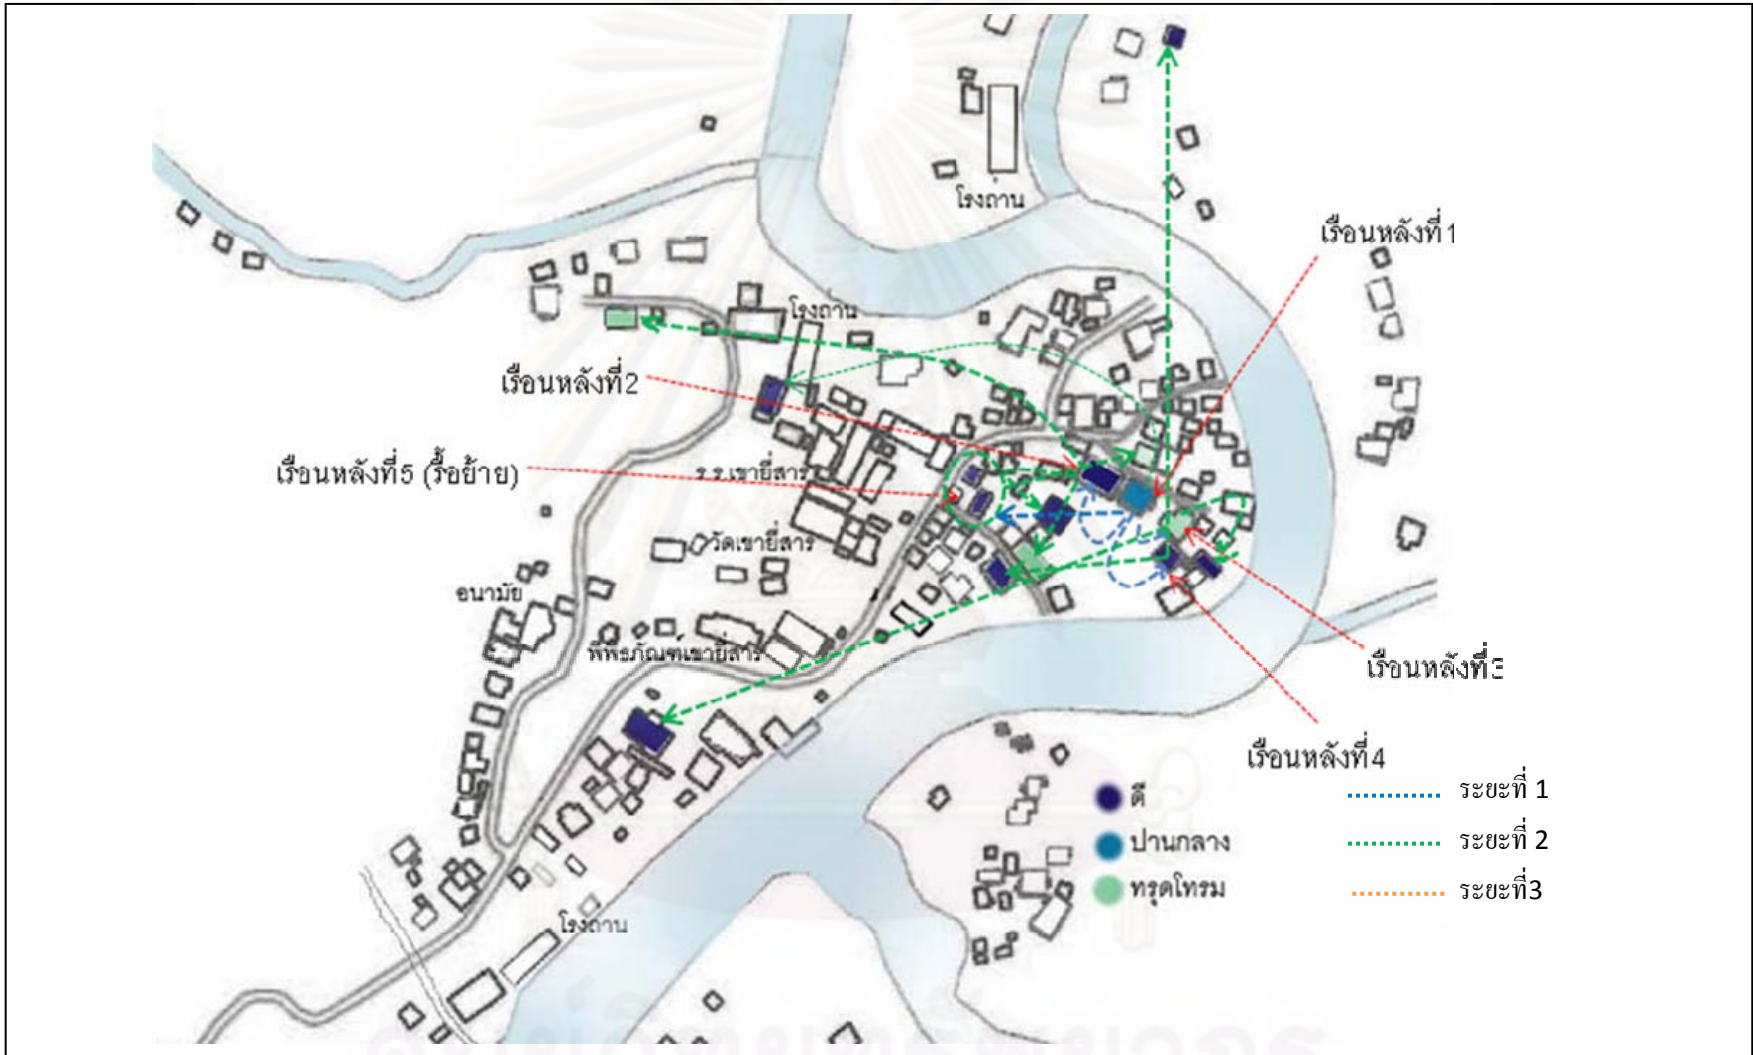 โรงถ่าน
เรือนหลังที่ 1
โรงถ่าน
เรือนหลังที่2
เรือนหลังที่5 (รื้อย้าย)
ร.ร.เขายี่สาร
วัดเขายี่สาร
อนามัย
พิพิธภัณฑ์เขายี่สาร
เรือนหลังที่3
เรือนหลังที่4
ดี
ระยะที่ 1
ปานกลาง
ระยะที่ 2
ทรุดโทรม
ระยะที่3
โรงถ่าน